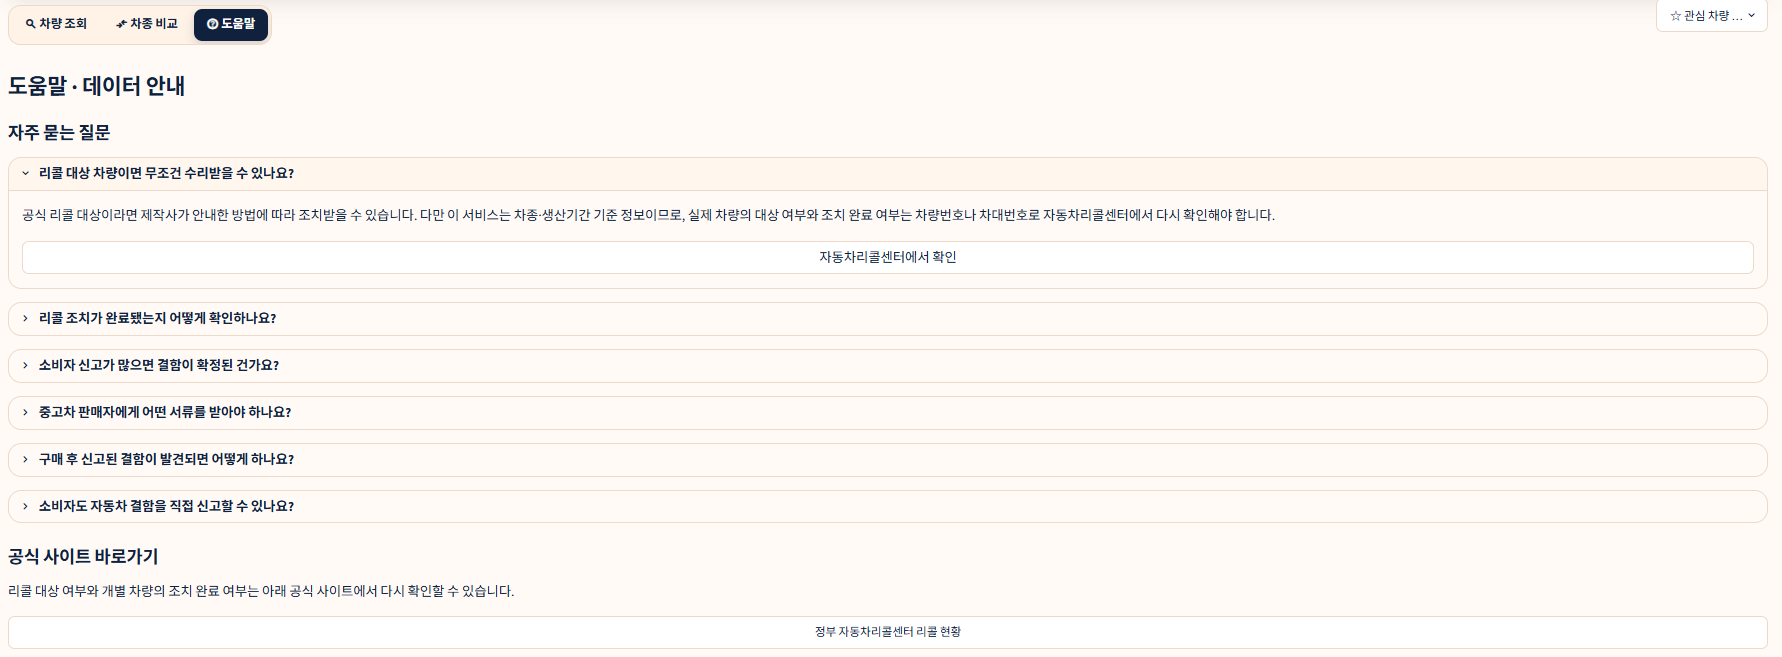 차량 조회
차종 비교
도움말
☆ 관심 차량 ...
도움말 · 데이터 안내
자주 묻는 질문
리콜 대상 차량이면 무조건 수리받을 수 있나요?
공식 리콜 대상이라면 제작사가 안내한 방법에 따라 조치받을 수 있습니다. 다만 이 서비스는 차종·생산기간 기준 정보이므로, 실제 차량의 대상 여부와 조치 완료 여부는 차량번호나 차대번호로 자동차리콜센터에서 다시 확인해야 합니다.
자동차리콜센터에서 확인
리콜 조치가 완료됐는지 어떻게 확인하나요?
소비자 신고가 많으면 결함이 확정된 건가요?
중고차 판매자에게 어떤 서류를 받아야 하나요?
구매 후 신고된 결함이 발견되면 어떻게 하나요?
소비자도 자동차 결함을 직접 신고할 수 있나요?
공식 사이트 바로가기
리콜 대상 여부와 개별 차량의 조치 완료 여부는 아래 공식 사이트에서 다시 확인할 수 있습니다.
정부 자동차리콜센터 리콜 현황